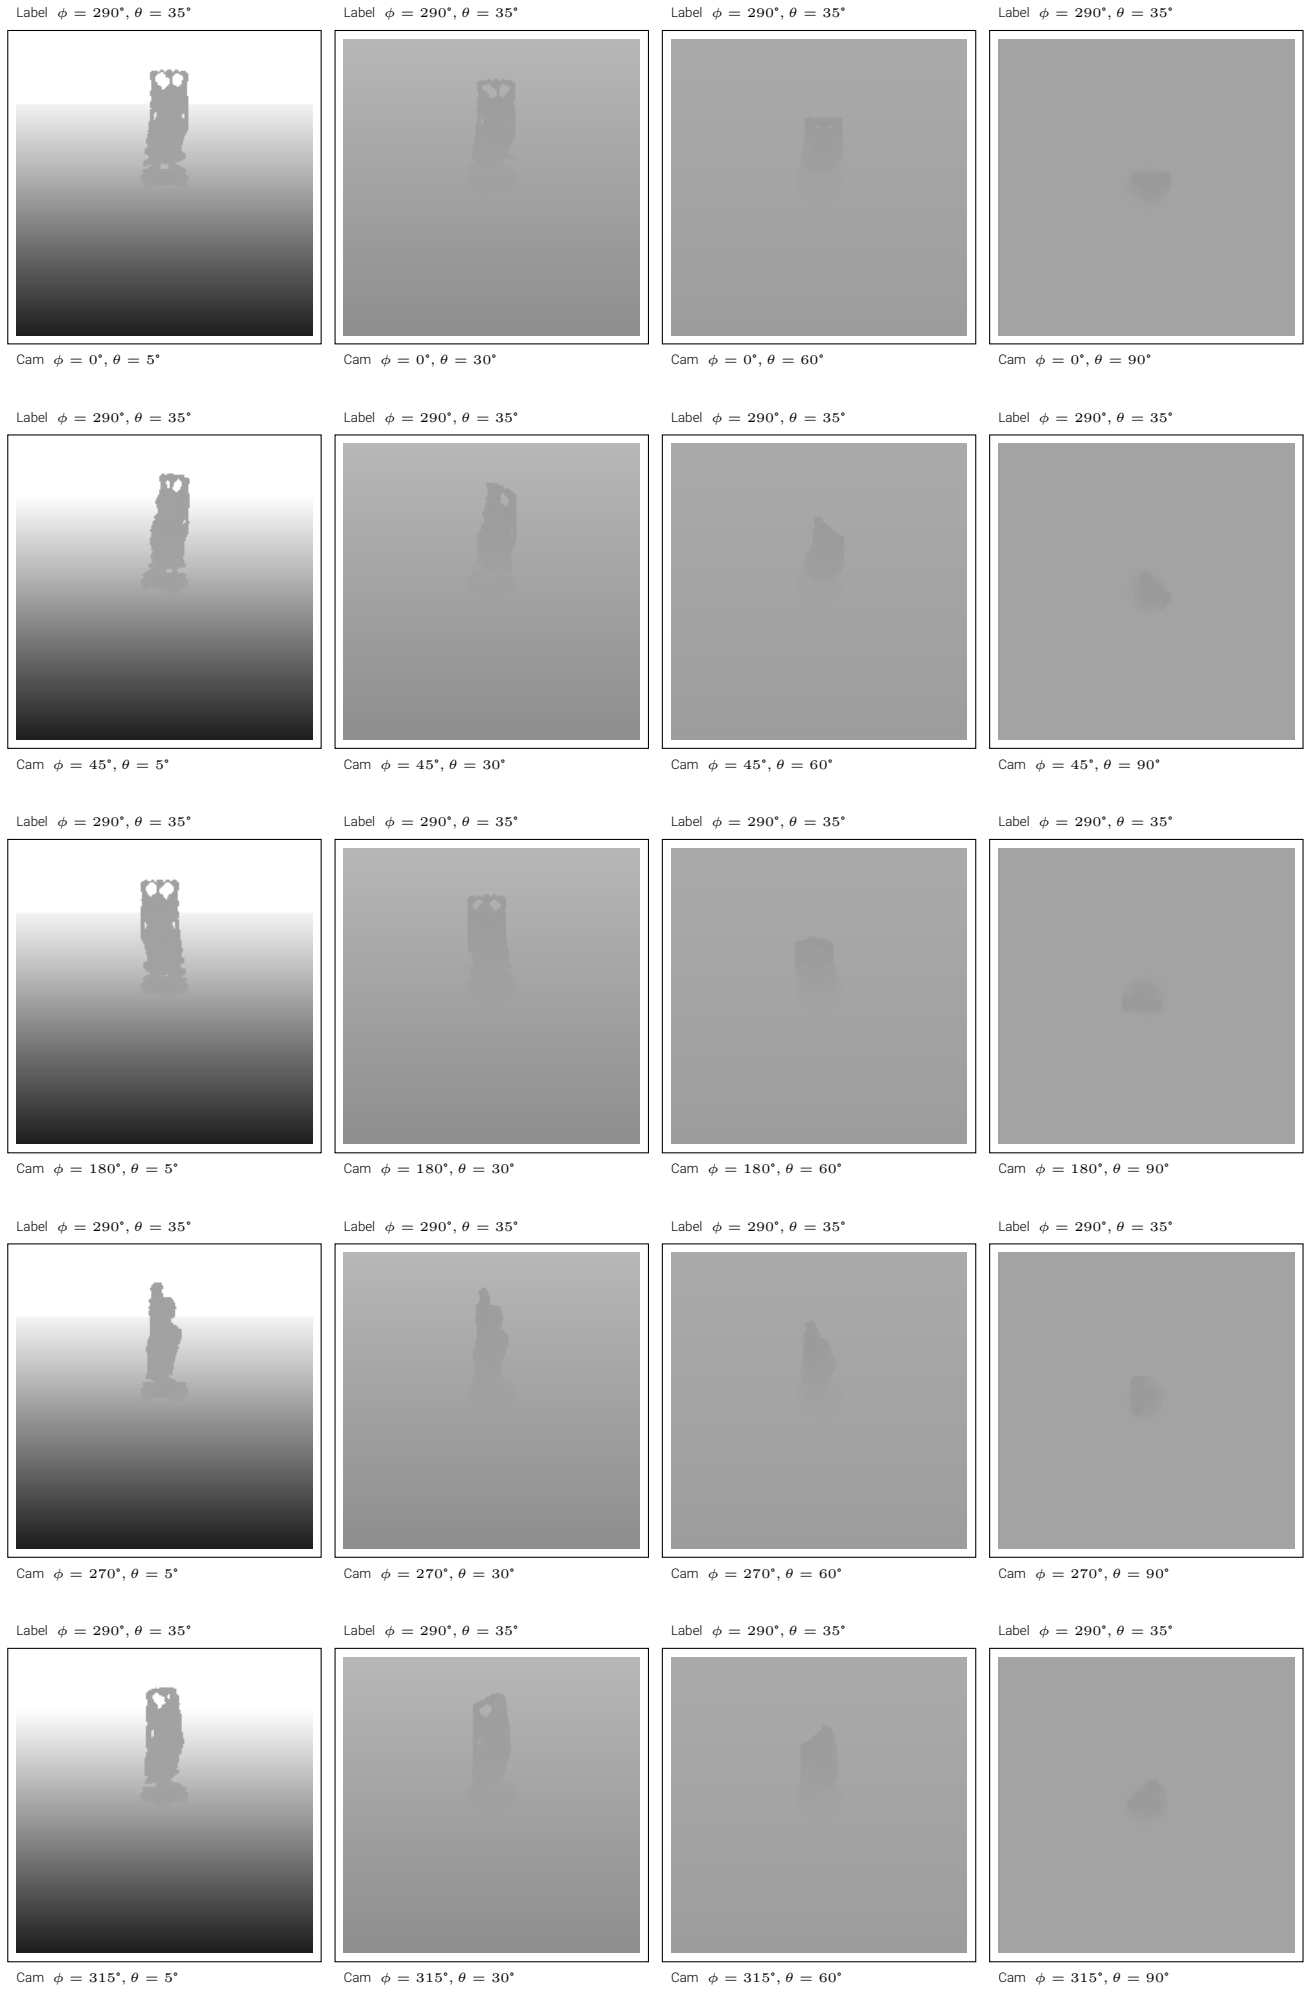 Label ϕ = 290°, θ = 35° Label ϕ = 290°, θ = 35° Label ϕ = 290°, θ = 35° Label ϕ = 290°, θ = 35°
Cam ϕ = 0°, θ = 5° Cam ϕ = 0°, θ = 30° Cam ϕ = 0°, θ = 60° Cam ϕ = 0°, θ = 90°
Label ϕ = 290°, θ = 35° Label ϕ = 290°, θ = 35° Label ϕ = 290°, θ = 35° Label ϕ = 290°, θ = 35°
Cam ϕ = 45°, θ = 5° Cam ϕ = 45°, θ = 30° Cam ϕ = 45°, θ = 60° Cam ϕ = 45°, θ = 90°
Label ϕ = 290°, θ = 35° Label ϕ = 290°, θ = 35° Label ϕ = 290°, θ = 35° Label ϕ = 290°, θ = 35°
Cam ϕ = 180°, θ = 5° Cam ϕ = 180°, θ = 30° Cam ϕ = 180°, θ = 60° Cam ϕ = 180°, θ = 90°
Label ϕ = 290°, θ = 35° Label ϕ = 290°, θ = 35° Label ϕ = 290°, θ = 35° Label ϕ = 290°, θ = 35°
Cam ϕ = 270°, θ = 5° Cam ϕ = 270°, θ = 30° Cam ϕ = 270°, θ = 60° Cam ϕ = 270°, θ = 90°
Label ϕ = 290°, θ = 35° Label ϕ = 290°, θ = 35° Label ϕ = 290°, θ = 35° Label ϕ = 290°, θ = 35°
Cam ϕ = 315°, θ = 5° Cam ϕ = 315°, θ = 30° Cam ϕ = 315°, θ = 60° Cam ϕ = 315°, θ = 90°